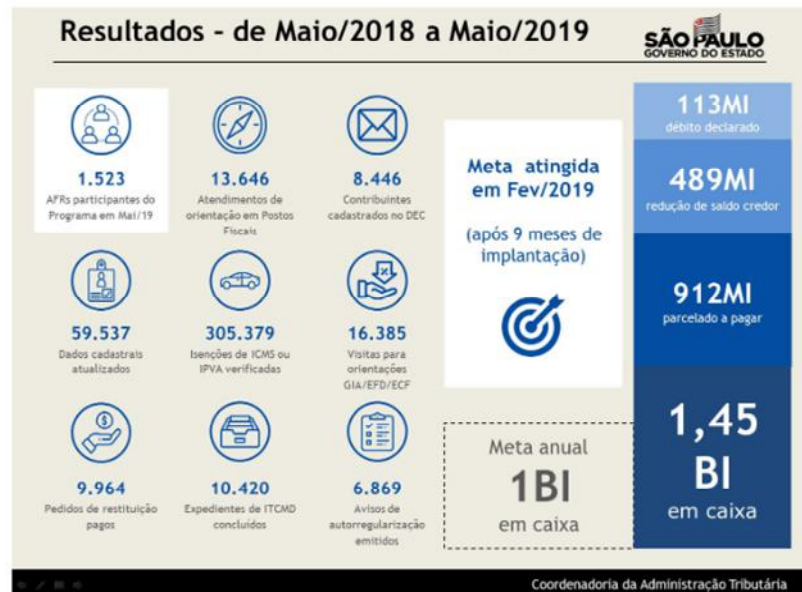 Resultados - de Maio/2018 a Maio/2019
SÃO PAULO
GOVERNO DO ESTADO
1.523
AFRs participantes do
Programa em Mai/19
13.646
Atendimentos de
orientação em Postos
Fiscais
8.446
Contribuintes
cadastrados no DEC
59.537
Dados cadastrais
atualizados
305.379
Isenções de ICMS ou
IPVA verificadas
16.385
Visitas para
orientações
GIA/EFD/ECF
9.964
Pedidos de restituição
pagos
10.420
Expedientes de ITCMD
concluídos
6.869
Avisos de
autorregularização
emitidos
Meta atingida
em Fev/2019
(após 9 meses de
implantação)
Meta anual
1BI
em caixa
113MI
débito declarado
489MI
redução de saldo credor
912MI
parcelado a pagar
1,45
BI
em caixa
Coordenadoria da Administração Tributária